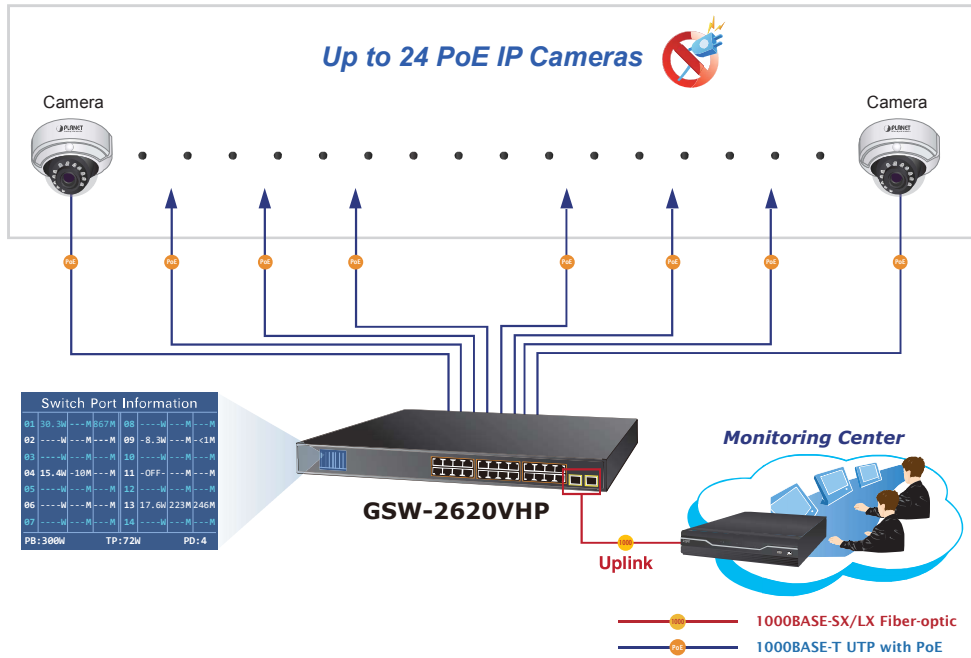 Up to 24 PoE IP Cameras
Camera
Camera
PLANET
PLANET
PoE
PoE
PoE
PoE
PoE
PoE
PoE
PoE
Switch Port Information
01 30.3W ---M 867M 08 ----W ---M ---M
02 ----W ---M ---M 09 -8.3W ---M -<1M
03 ----W ---M ---M 10 ----W ---M ---M
04 15.4W -10M ---M 11 -OFF- ---M ---M
05 ----W ---M ---M 12 ----W ---M ---M
06 ----W ---M ---M 13 17.6W 223M 246M
07 ----W ---M ---M 14 ----W ---M ---M
PB:300W TP:72W PD:4
GSW-2620VHP
Monitoring Center
1000
Uplink
1000 1000BASE-SX/LX Fiber-optic
PoE 1000BASE-T UTP with PoE